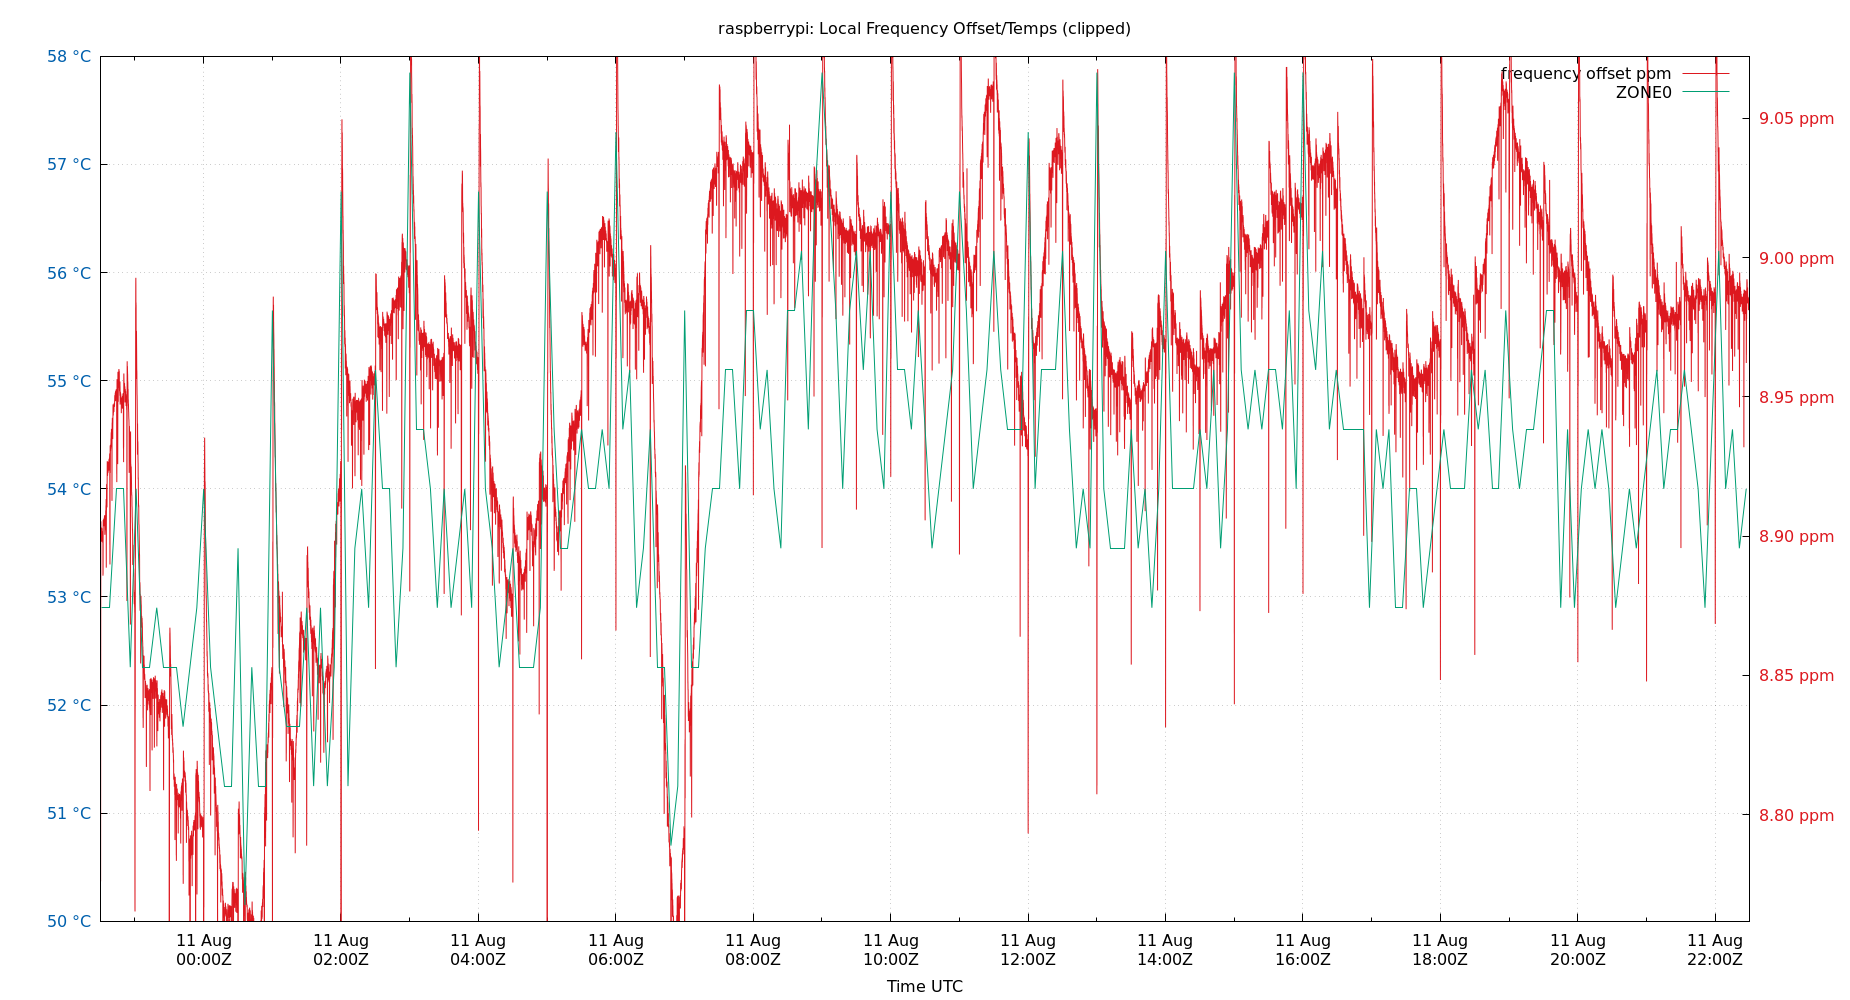 raspberrypi: Local Frequency Offset/Temps (clipped)
58 °C
57 °C
56 °C
55 °C
54 °C
53 °C
52 °C
51 °C
50 °C
frequency offset ppm
ZONE0
9.05 ppm
9.00 ppm
8.95 ppm
8.90 ppm
8.85 ppm
8.80 ppm
11 Aug 11 Aug 11 Aug 11 Aug 11 Aug 11 Aug 11 Aug 11 Aug 11 Aug 11 Aug 11 Aug 11 Aug
00:00Z 02:00Z 04:00Z 06:00Z 08:00Z 10:00Z 12:00Z 14:00Z 16:00Z 18:00Z 20:00Z 22:00Z
Time UTC